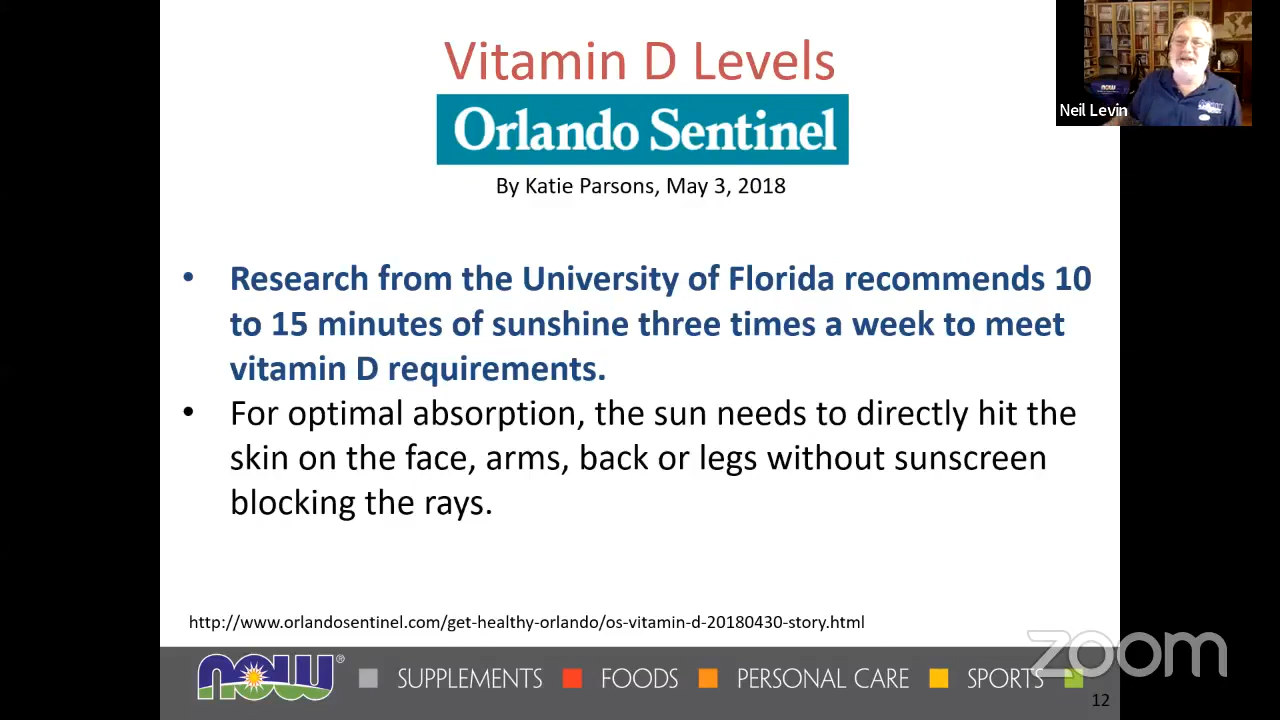 Vitamin D Levels
Orlando Sentinel
By Katie Parsons, May 3, 2018
• Research from the University of Florida recommends 10
to 15 minutes of sunshine three times a week to meet
vitamin D requirements.
• For optimal absorption, the sun needs to directly hit the
skin on the face, arms, back or legs without sunscreen
blocking the rays.
http://www.orlandosentinel.com/get-healthy-orlando/os-vitamin-d-20180430-story.html
NOW® SUPPLEMENTS FOODS PERSONAL CARE SPORTS
12
Neil Levin
NOW
zoom